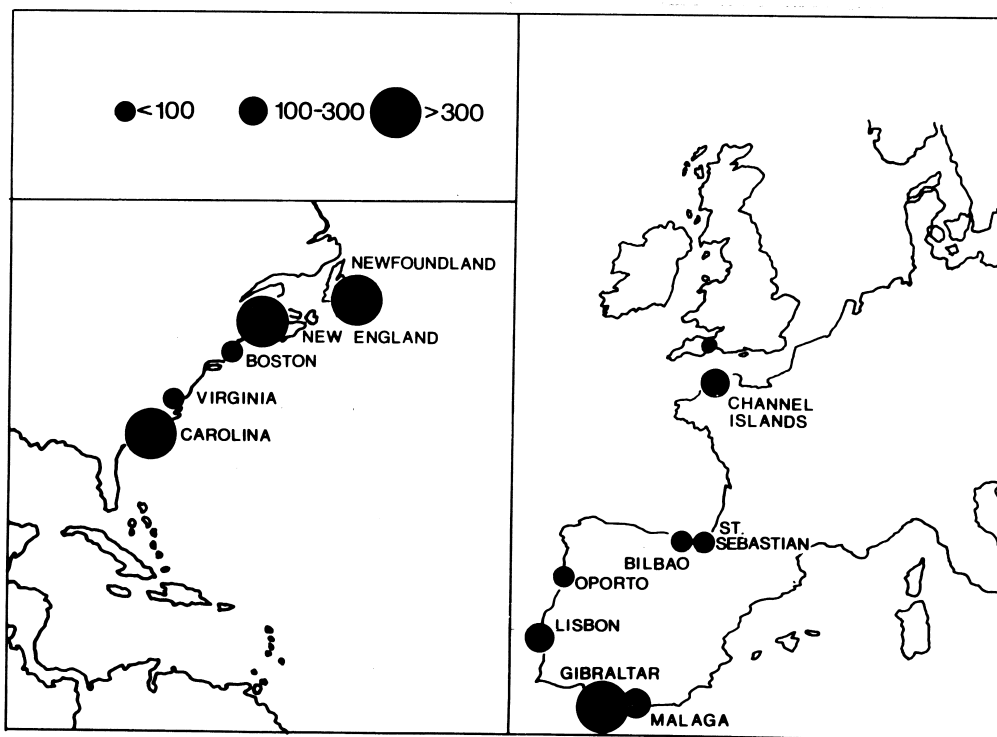 <100 100-300 >300
NEWFOUNDLAND
NEW ENGLAND
BOSTON
VIRGINIA
CAROLINA
CHANNEL
ISLANDS
ST.
SEBASTIAN
BILBAO
OPORTO
LISBON
GIBRALTAR
MALAGA